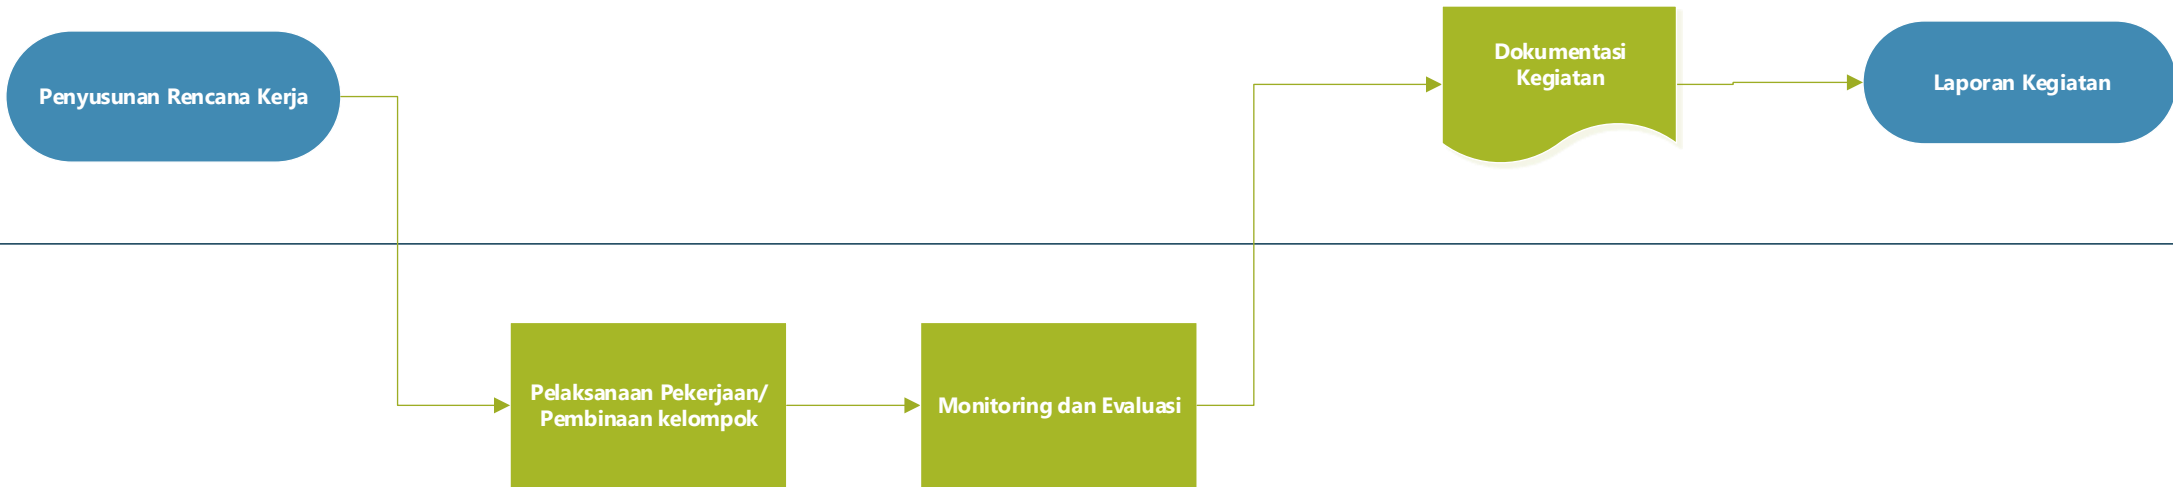 Penyusunan Rencana Kerja
Dokumentasi
Kegiatan
Laporan Kegiatan
Pelaksanaan Pekerjaan/
Pembinaan kelompok
Monitoring dan Evaluasi